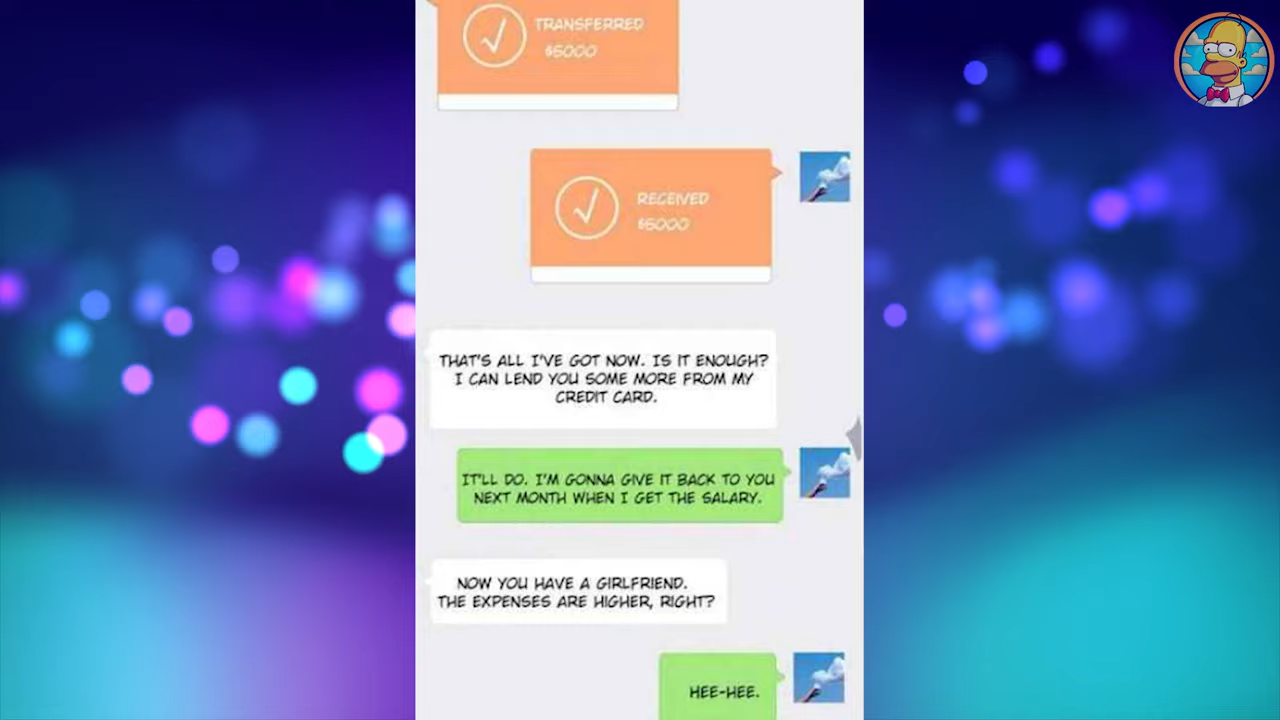 TRANSFERRED
$5000
RECEIVED
$5000
THAT'S ALL I'VE GOT NOW. IS IT ENOUGH?
I CAN LEND YOU SOME MORE FROM MY
CREDIT CARD.
IT'LL DO. I'M GONNA GIVE IT BACK TO YOU
NEXT MONTH WHEN I GET THE SALARY.
NOW YOU HAVE A GIRLFRIEND.
THE EXPENSES ARE HIGHER, RIGHT?
HEE-HEE.